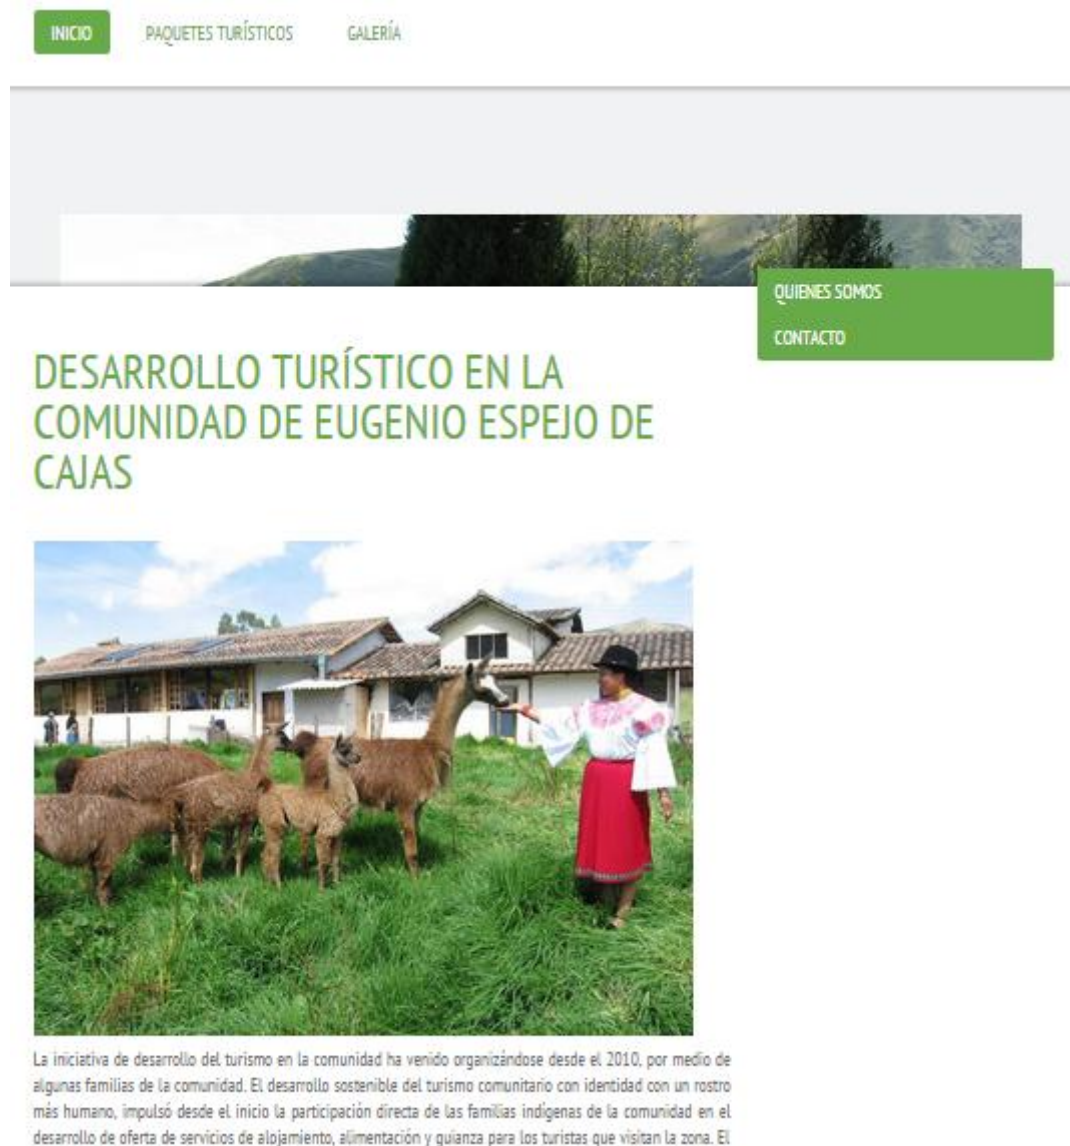 INICIO PAQUETES TURÍSTICOS GALERÍA
QUIENES SOMOS
CONTACTO
DESARROLLO TURÍSTICO EN LA
COMUNIDAD DE EUGENIO ESPEJO DE
CAJAS
La iniciativa de desarrollo del turismo en la comunidad ha venido organizándose desde el 2010, por medio de
algunas familias de la comunidad. El desarrollo sostenible del turismo comunitario con identidad con un rostro
más humano, impulsó desde el inicio la participación directa de las familias indígenas de la comunidad en el
desarrollo de oferta de servicios de alojamiento, alimentación y guianza para los turistas que visitan la zona. El